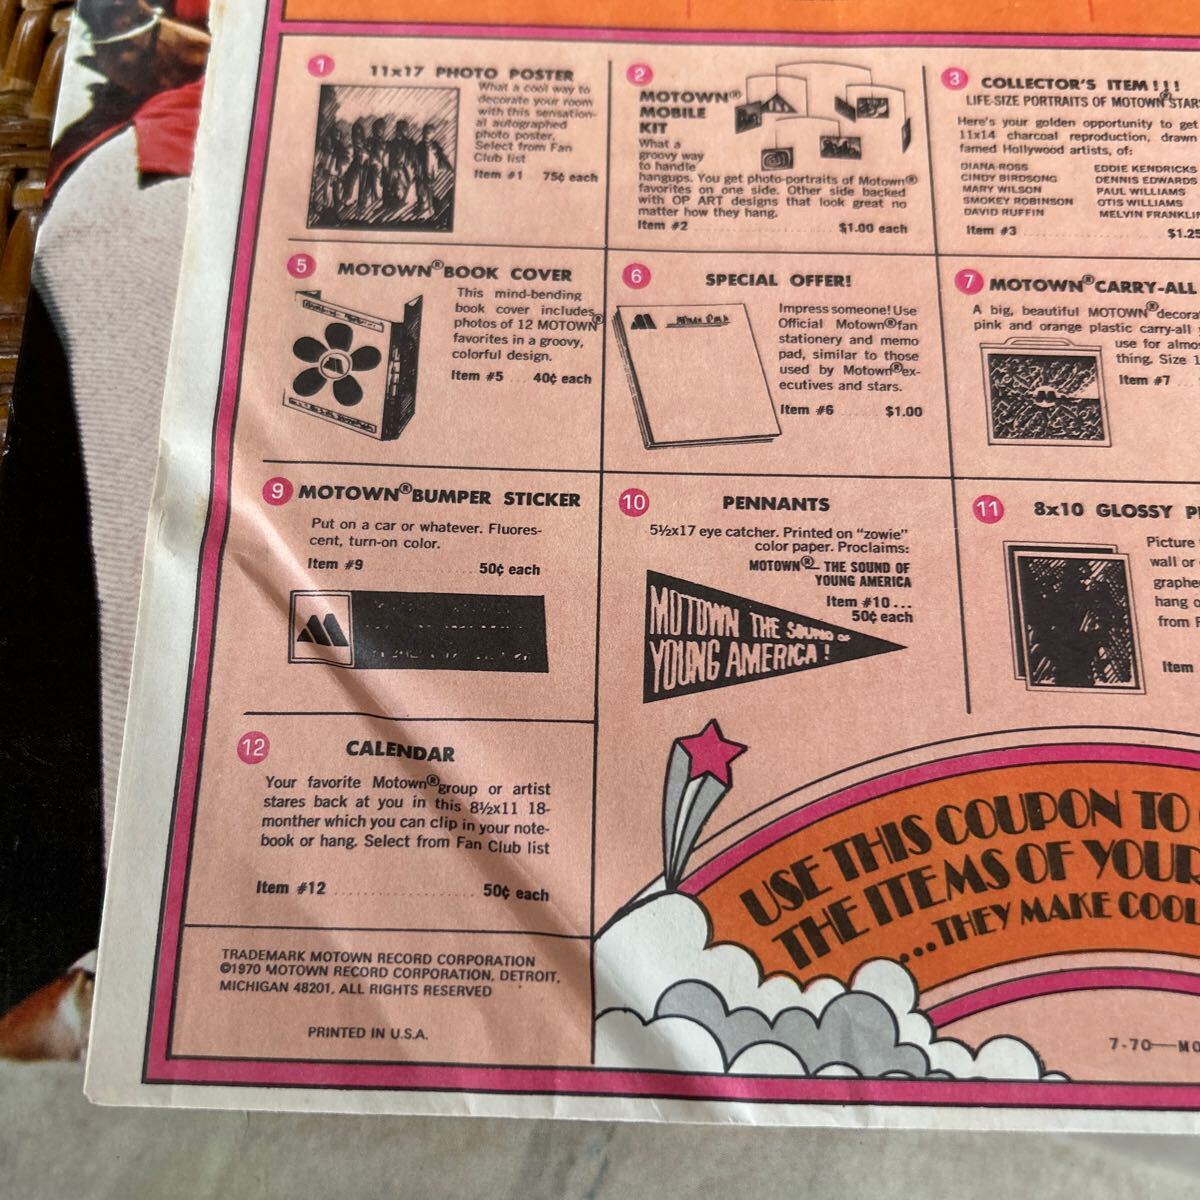 1
11x17 PHOTO POSTER
What a cool way to
decorate your room
with this sensation-
al autographed
photo poster.
Select from Fan
Club list
Item #1 75¢ each
2
MOTOWN®
MOBILE
KIT
What a
groovy way
to handle
hangups. You get photo-portraits of Motown®
favorites on one side. Other side backed
with OP ART designs that look great no
matter how they hang.
Item #2 $1.00 each
3
COLLECTOR'S ITEM!!!
LIFE-SIZE PORTRAITS OF MOTOWN® STARS
Here's your golden opportunity to get
11x14 charcoal reproduction, drawn
famed Hollywood artists, of:
DIANA ROSS EDDIE KENDRICKS
CINDY BIRDSONG DENNIS EDWARDS
MARY WILSON PAUL WILLIAMS
SMOKEY ROBINSON OTIS WILLIAMS
DAVID RUFFIN MELVIN FRANKLIN
Item #3 $1.25
5
MOTOWN® BOOK COVER
This mind-bending
book cover includes
photos of 12 MOTOWN®
favorites in a groovy,
colorful design.
Item #5 40¢ each
6
SPECIAL OFFER!
Impress someone! Use
Official Motown® fan
stationery and memo
pad, similar to those
used by Motown® ex-
ecutives and stars.
Item #6 $1.00
7
MOTOWN® CARRY-ALL
A big, beautiful MOTOWN® decora
pink and orange plastic carry-all
use for almos
thing. Size 1
Item #7
9
MOTOWN® BUMPER STICKER
Put on a car or whatever. Fluores-
cent, turn-on color.
Item #9 50¢ each
10
PENNANTS
5½x17 eye catcher. Printed on "zowie"
color paper. Proclaims:
MOTOWN®— THE SOUND OF
YOUNG AMERICA
Item #10...
50¢ each
MOTOWN THE SOUND OF
YOUNG AMERICA!
11
8x10 GLOSSY P
Picture
wall or
graphe
hang o
from F
Item
12
CALENDAR
Your favorite Motown® group or artist
stares back at you in this 8½x11 18-
monther which you can clip in your note-
book or hang. Select from Fan Club list
Item #12 50¢ each
TRADEMARK MOTOWN RECORD CORPORATION
©1970 MOTOWN RECORD CORPORATION, DETROIT,
MICHIGAN 48201. ALL RIGHTS RESERVED
PRINTED IN U.S.A.
USE THIS COUPON TO
THE ITEMS OF YOUR
...THEY MAKE COOL
7-70—MO